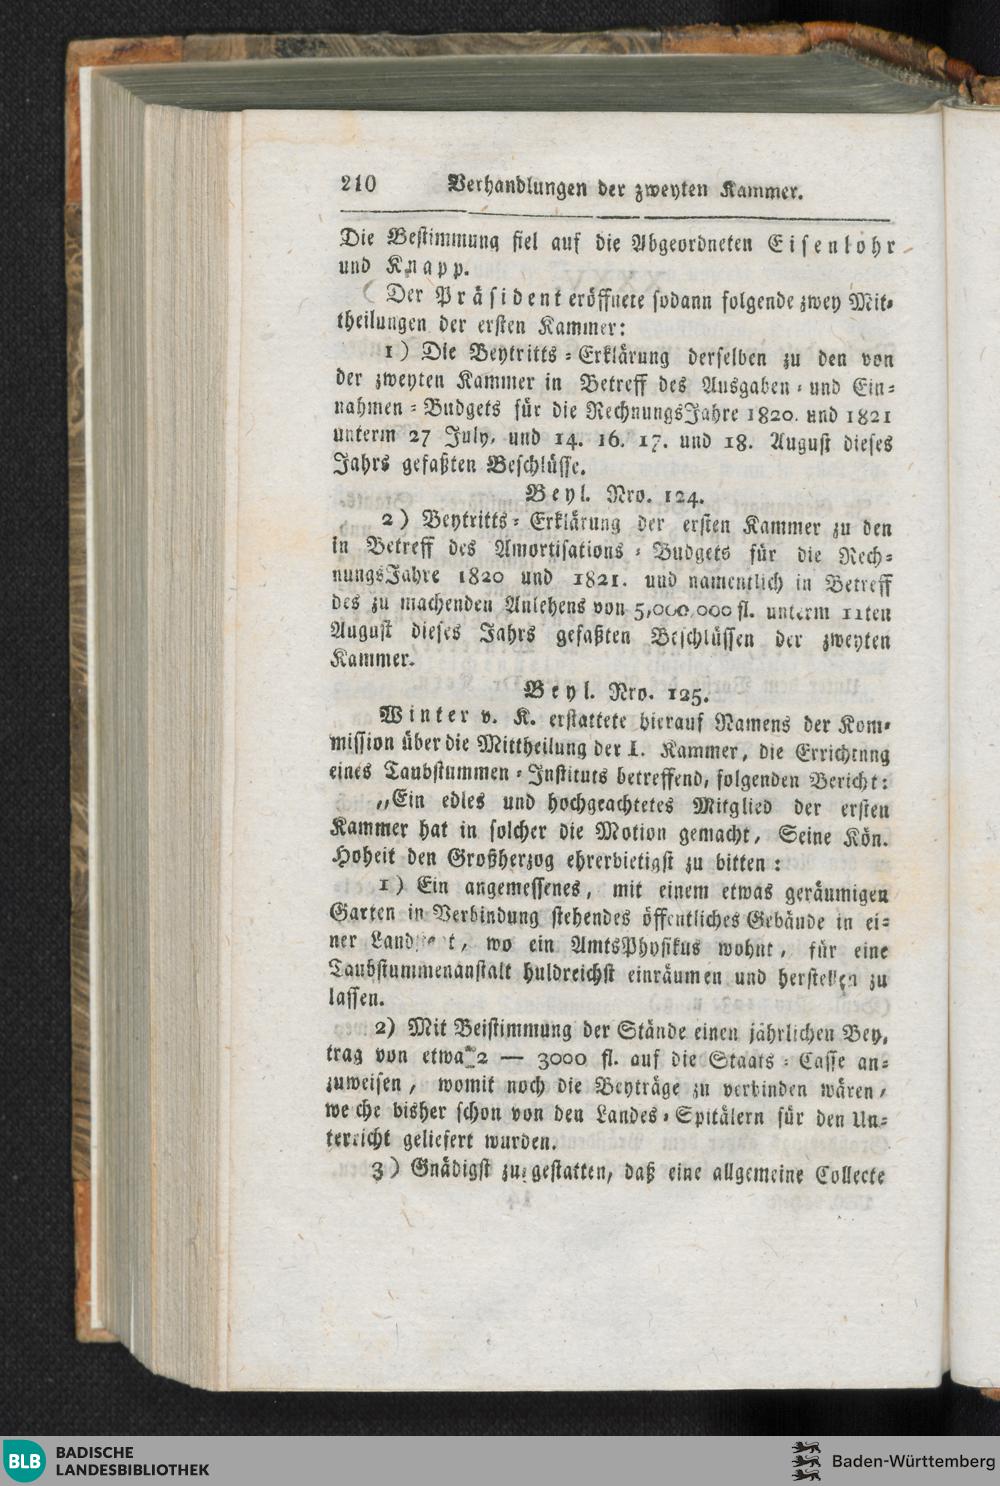 210 Verhandlungen der zweyten Kammer.
Die Bestimmung fiel auf die Abgeordneten Eisenlohr
und Knapp.
Der Präsident eröffnete sodann folgende zwey Mit-
theilungen der ersten Kammer:
1) Die Beytritts-Erklärung derselben zu den von
der zweyten Kammer in Betreff des Ausgaben- und Ein-
nahmen-Budgets für die RechnungsJahre 1820. und 1821
unterm 27 July, und 14. 16. 17. und 18. August dieses
Jahrs gefaßten Beschlüsse.
Beyl. Nro. 124.
2) Beytritts-Erklärung der ersten Kammer zu den
in Betreff des Amortisations-Budgets für die Rech-
nungsJahre 1820 und 1821. und namentlich in Betreff
des zu machenden Anlehens von 5,000,000 fl. unterm 11ten
August dieses Jahrs gefaßten Beschlüssen der zweyten
Kammer.
Beyl. Nro. 125.
Winter v. K. erstattete hierauf Namens der Kom-
mission über die Mittheilung der I. Kammer, die Errichtung
eines Taubstummen-Instituts betreffend, folgenden Bericht:
„Ein edles und hochgeachtetes Mitglied der ersten
Kammer hat in solcher die Motion gemacht, Seine Kön.
Hoheit den Großherzog ehrerbietigst zu bitten:
1) Ein angemessenes, mit einem etwas geräumigen
Garten in Verbindung stehendes öffentliches Gebäude in ei-
ner , wo ein AmtsPhysikus wohnt, für eine
Taubstummenanstalt huldreichst einräumen und herstellen zu
lassen.
2) Mit Beistimmung der Stände einen jährlichen Bey-
trag von etwa 2 — 3000 fl. auf die Staats-Casse an-
zuweisen, womit noch die Beyträge zu verbinden wären,
welche bisher schon von den Landes-Spitälern für den Un-
terricht geliefert wurden.
3) Gnädigst zu gestatten, daß eine allgemeine Collecte
BLB BADISCHE
LANDESBIBLIOTHEK
Baden-Württemberg